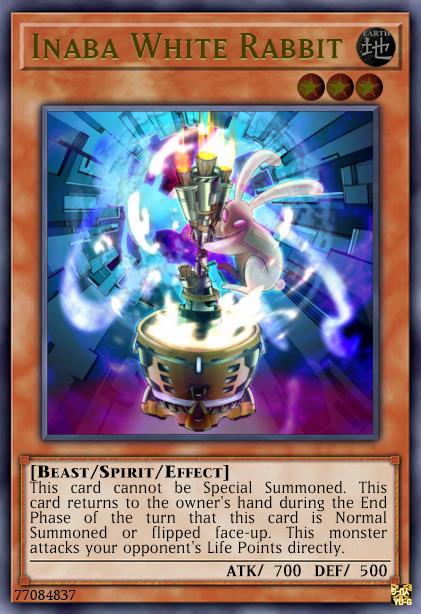 Inaba White Rabbit
EARTH
地
[Beast/Spirit/Effect]
This card cannot be Special Summoned. This
card returns to the owner's hand during the End
Phase of the turn that this card is Normal
Summoned or flipped face-up. This monster
attacks your opponent's Life Points directly.
ATK/ 700 DEF/ 500
77084837